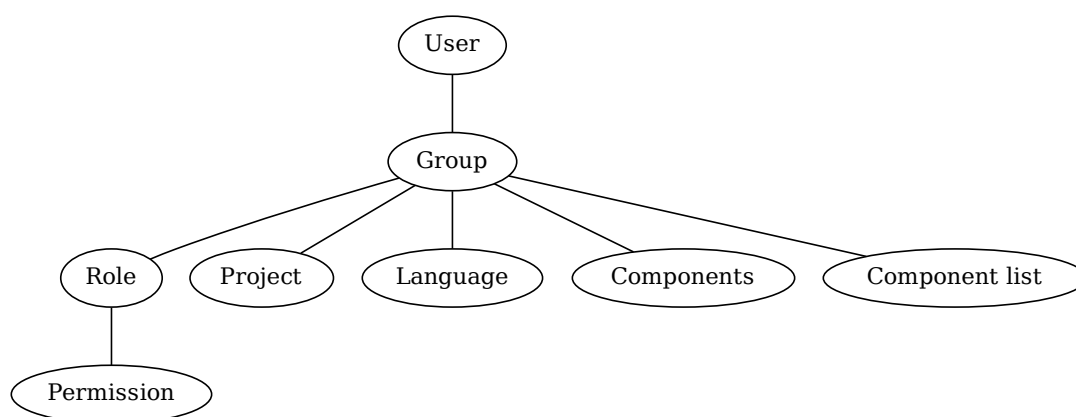 User
Group
Role
Project
Language
Components
Component list
Permission